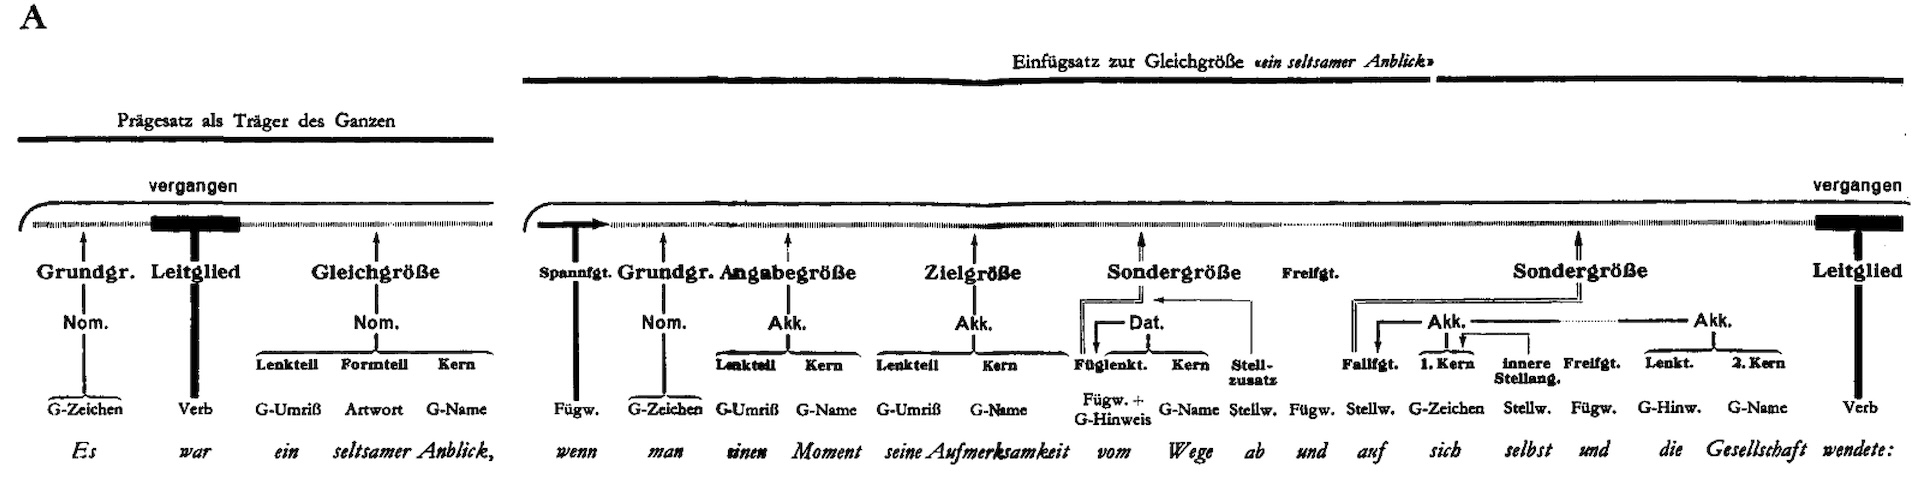 A
Einfügsatz zur Gleichgröße «ein seltsamer Anblick»
Prägesatz als Träger des Ganzen
vergangen vergangen
Grundgr. Leitglied Gleichgröße Spannfgt. Grundgr. Angabegröße Zielgröße Sondergröße Freifgt. Sondergröße Leitglied
Nom. Nom. Nom. Akk. Akk. Dat. Akk. Akk.
Lenkteil Formteil Kern Lenkteil Kern Lenkteil Kern Füglenkt. Kern Stell- Fallfgt. 1. Kern innere Freifgt. Lenkt. 2. Kern
zusatz Stellang.
G-Zeichen Verb G-Umriß Artwort G-Name Fügw. G-Zeichen G-Umriß G-Name G-Umriß G-Name Fügw. + G-Name Stellw. Fügw. Stellw. G-Zeichen Stellw. Fügw. G-Hinw. G-Name Verb
G-Hinweis
Es war ein seltsamer Anblick, wenn man einen Moment seine Aufmerksamkeit vom Wege ab und auf sich selbst und die Gesellschaft wendete: